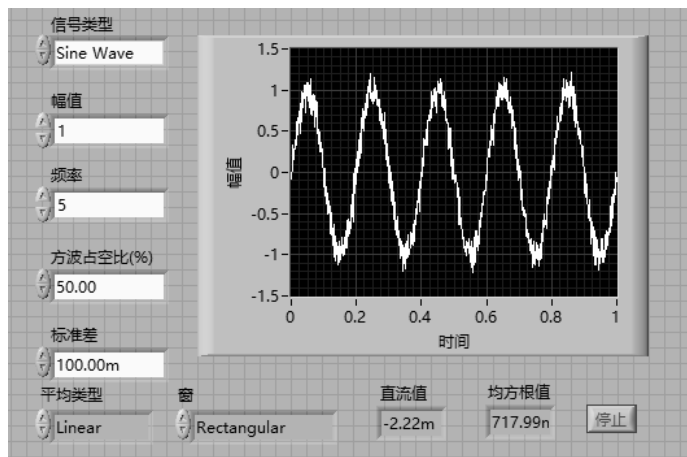 信号类型
Sine Wave
幅值
1
频率
5
方波占空比(%)
50.00
标准差
100.00m
幅值
1.5
1
0.5
0
-0.5
-1
-1.5
0 0.2 0.4 0.6 0.8 1
时间
平均类型 窗 直流值 均方根值
Linear Rectangular -2.22m 717.99n 停止